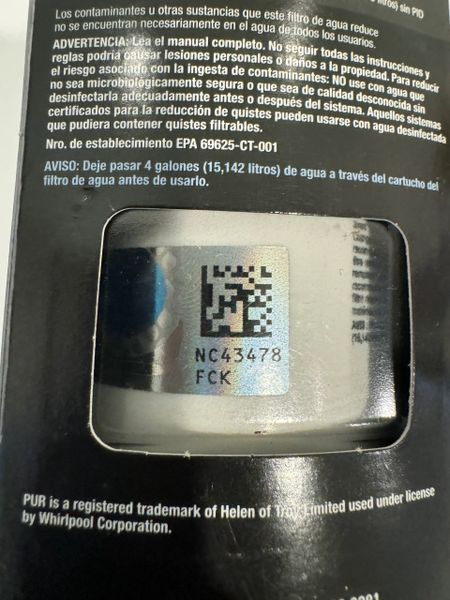 litros) sin PID
Los contaminantes u otras sustancias que este filtro de agua reduce
no se encuentran necesariamente en el agua de todos los usuarios.
ADVERTENCIA: Lea el manual completo. No seguir todas las instrucciones y
reglas podría causar lesiones personales o daños a la propiedad. Para reducir
el riesgo asociado con la ingesta de contaminantes: NO use con agua que
no sea microbiológicamente segura o que sea de calidad desconocida sin
desinfectarla adecuadamente antes o después del sistema. Aquellos sistemas
certificados para la reducción de quistes pueden usarse con agua desinfectada
que pudiera contener quistes filtrables.
Nro. de establecimiento EPA 69625-CT-001
AVISO: Deje pasar 4 galones (15,142 litros) de agua a través del cartucho del
filtro de agua antes de usarlo.
NC43478
FCK
PUR is a registered trademark of Helen of Troy Limited used under license
by Whirlpool Corporation.